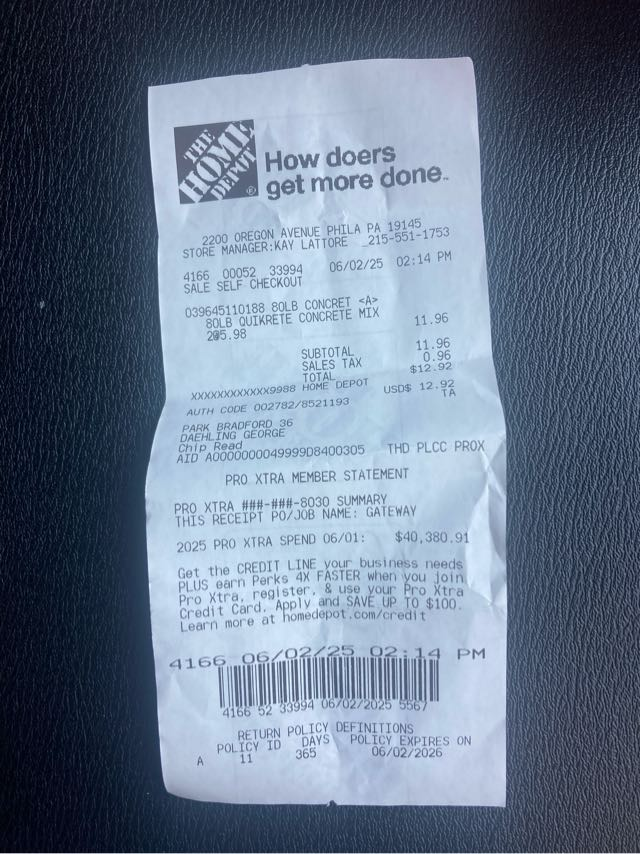 THE
HOME
DEPOT
®
How doers
get more done™
2200 OREGON AVENUE PHILA PA 19145
STORE MANAGER:KAY LATTORE 215-551-1753
4166 00052 33994 06/02/25 02:14 PM
SALE SELF CHECKOUT
039645110188 80LB CONCRET <A>
80LB QUIKRETE CONCRETE MIX
2@5.98 11.96
SUBTOTAL 11.96
SALES TAX 0.96
TOTAL $12.92
XXXXXXXXXXXX9988 HOME DEPOT
USD$ 12.92
AUTH CODE 002782/8521193 TA
PARK BRADFORD 36
DAEHLING GEORGE
Chip Read
AID A0000000049999D8400305 THD PLCC PROX
PRO XTRA MEMBER STATEMENT
PRO XTRA ###-###-8030 SUMMARY
THIS RECEIPT PO/JOB NAME: GATEWAY
2025 PRO XTRA SPEND 06/01: $40,380.91
Get the CREDIT LINE your business needs
PLUS earn Perks 4X FASTER when you join
Pro Xtra, register, & use your Pro Xtra
Credit Card. Apply and SAVE UP TO $100.
Learn more at homedepot.com/credit
4166 06/02/25 02:14 PM
4166 52 33994 06/02/2025 5567
RETURN POLICY DEFINITIONS
POLICY ID DAYS POLICY EXPIRES ON
A 11 365 06/02/2026